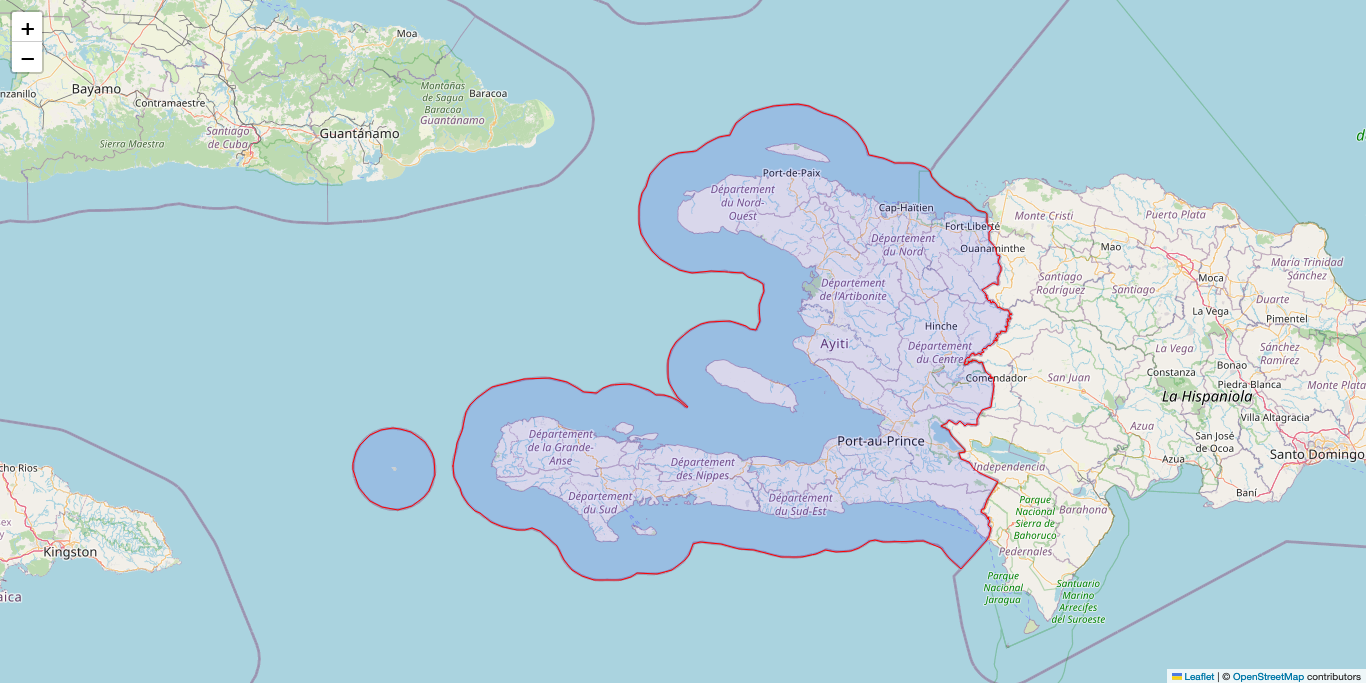 +
−
Moa
nzanillo
Bayamo
Contramaestre
Montañas
de Sagua
Baracoa
Baracoa
Guantánamo
Santiago
de Cuba
Sierra Maestra
Guantánamo
d
Port-de-Paix
Département
du Nord-
Ouest
Cap-Haïtien
Fort-Liberté
Ouanaminthe
Département
du Nord
Monte Cristi
Puerto Plata
Mao
María Trinidad
Sánchez
Santiago
Rodríguez
Santiago
Moca
Duarte
La Vega
Pimentel
Département
de l'Artibonite
Hinche
Ayiti
Département
du Centre
Comendador
San Juan
La Vega
Constanza
Sánchez
Ramírez
Bonao
Piedra Blanca
Monte Plata
La Hispaniola
Villa Altagracia
Azua
San José
de Ocoa
Azua
Santo Domingo
Baní
Port-au-Prince
Independencia
Département
de la Grande-
Anse
Département
des Nippes
Département
du Sud
Département
du Sud-Est
Parque
Nacional
Sierra de
Bahoruco
Barahona
Pedernales
Parque
Nacional
Jaragua
Santuario
Marino
Arrecifes
del Suroeste
cho Rios
sex
y
Kingston
aica
Leaflet | © OpenStreetMap contributors